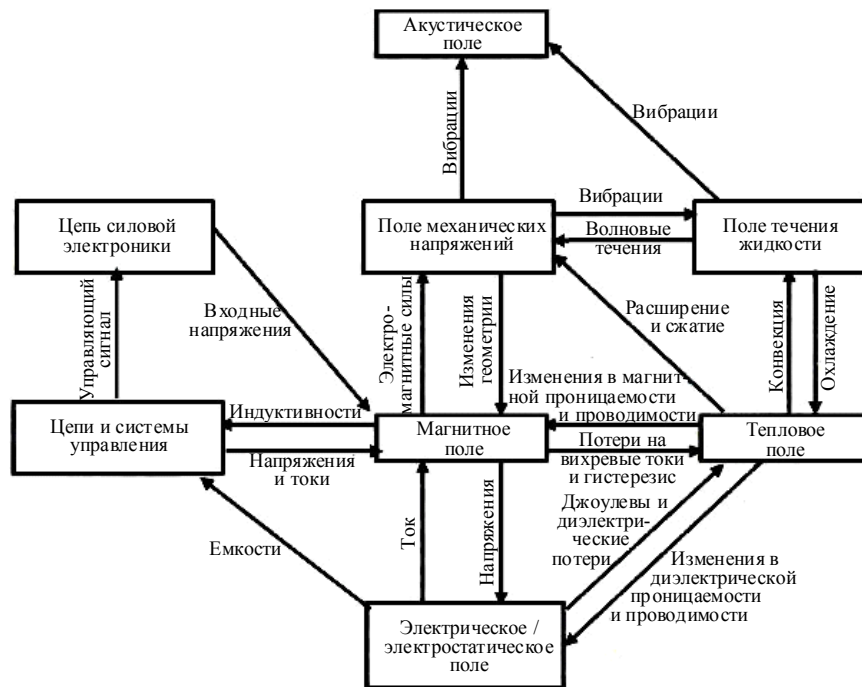 Акустическое
поле
Вибрации
Вибрации
Цепь силовой
электроники
Поле механических
напряжений
Вибрации
Волновые
течения
Поле течения
жидкости
Управляющий
сигнал
Входные
напряжения
Электро-
магнитные силы
Изменения
геометрии
Расширение
и сжатие
Конвекция
Охлаждение
Цепи и системы
управления
Индуктивности
Напряжения
и токи
Магнитное
поле
Изменения в магнит-
ной проницаемости
и проводимости
Потери на
вихревые токи
и гистерезис
Тепловое
поле
Емкости
Ток
Напряжения
Джоулевы и
диэлектри-
ческие
потери
Изменения в
диэлектрической
проницаемости
и проводимости
Электрическое /
электростатическое
поле